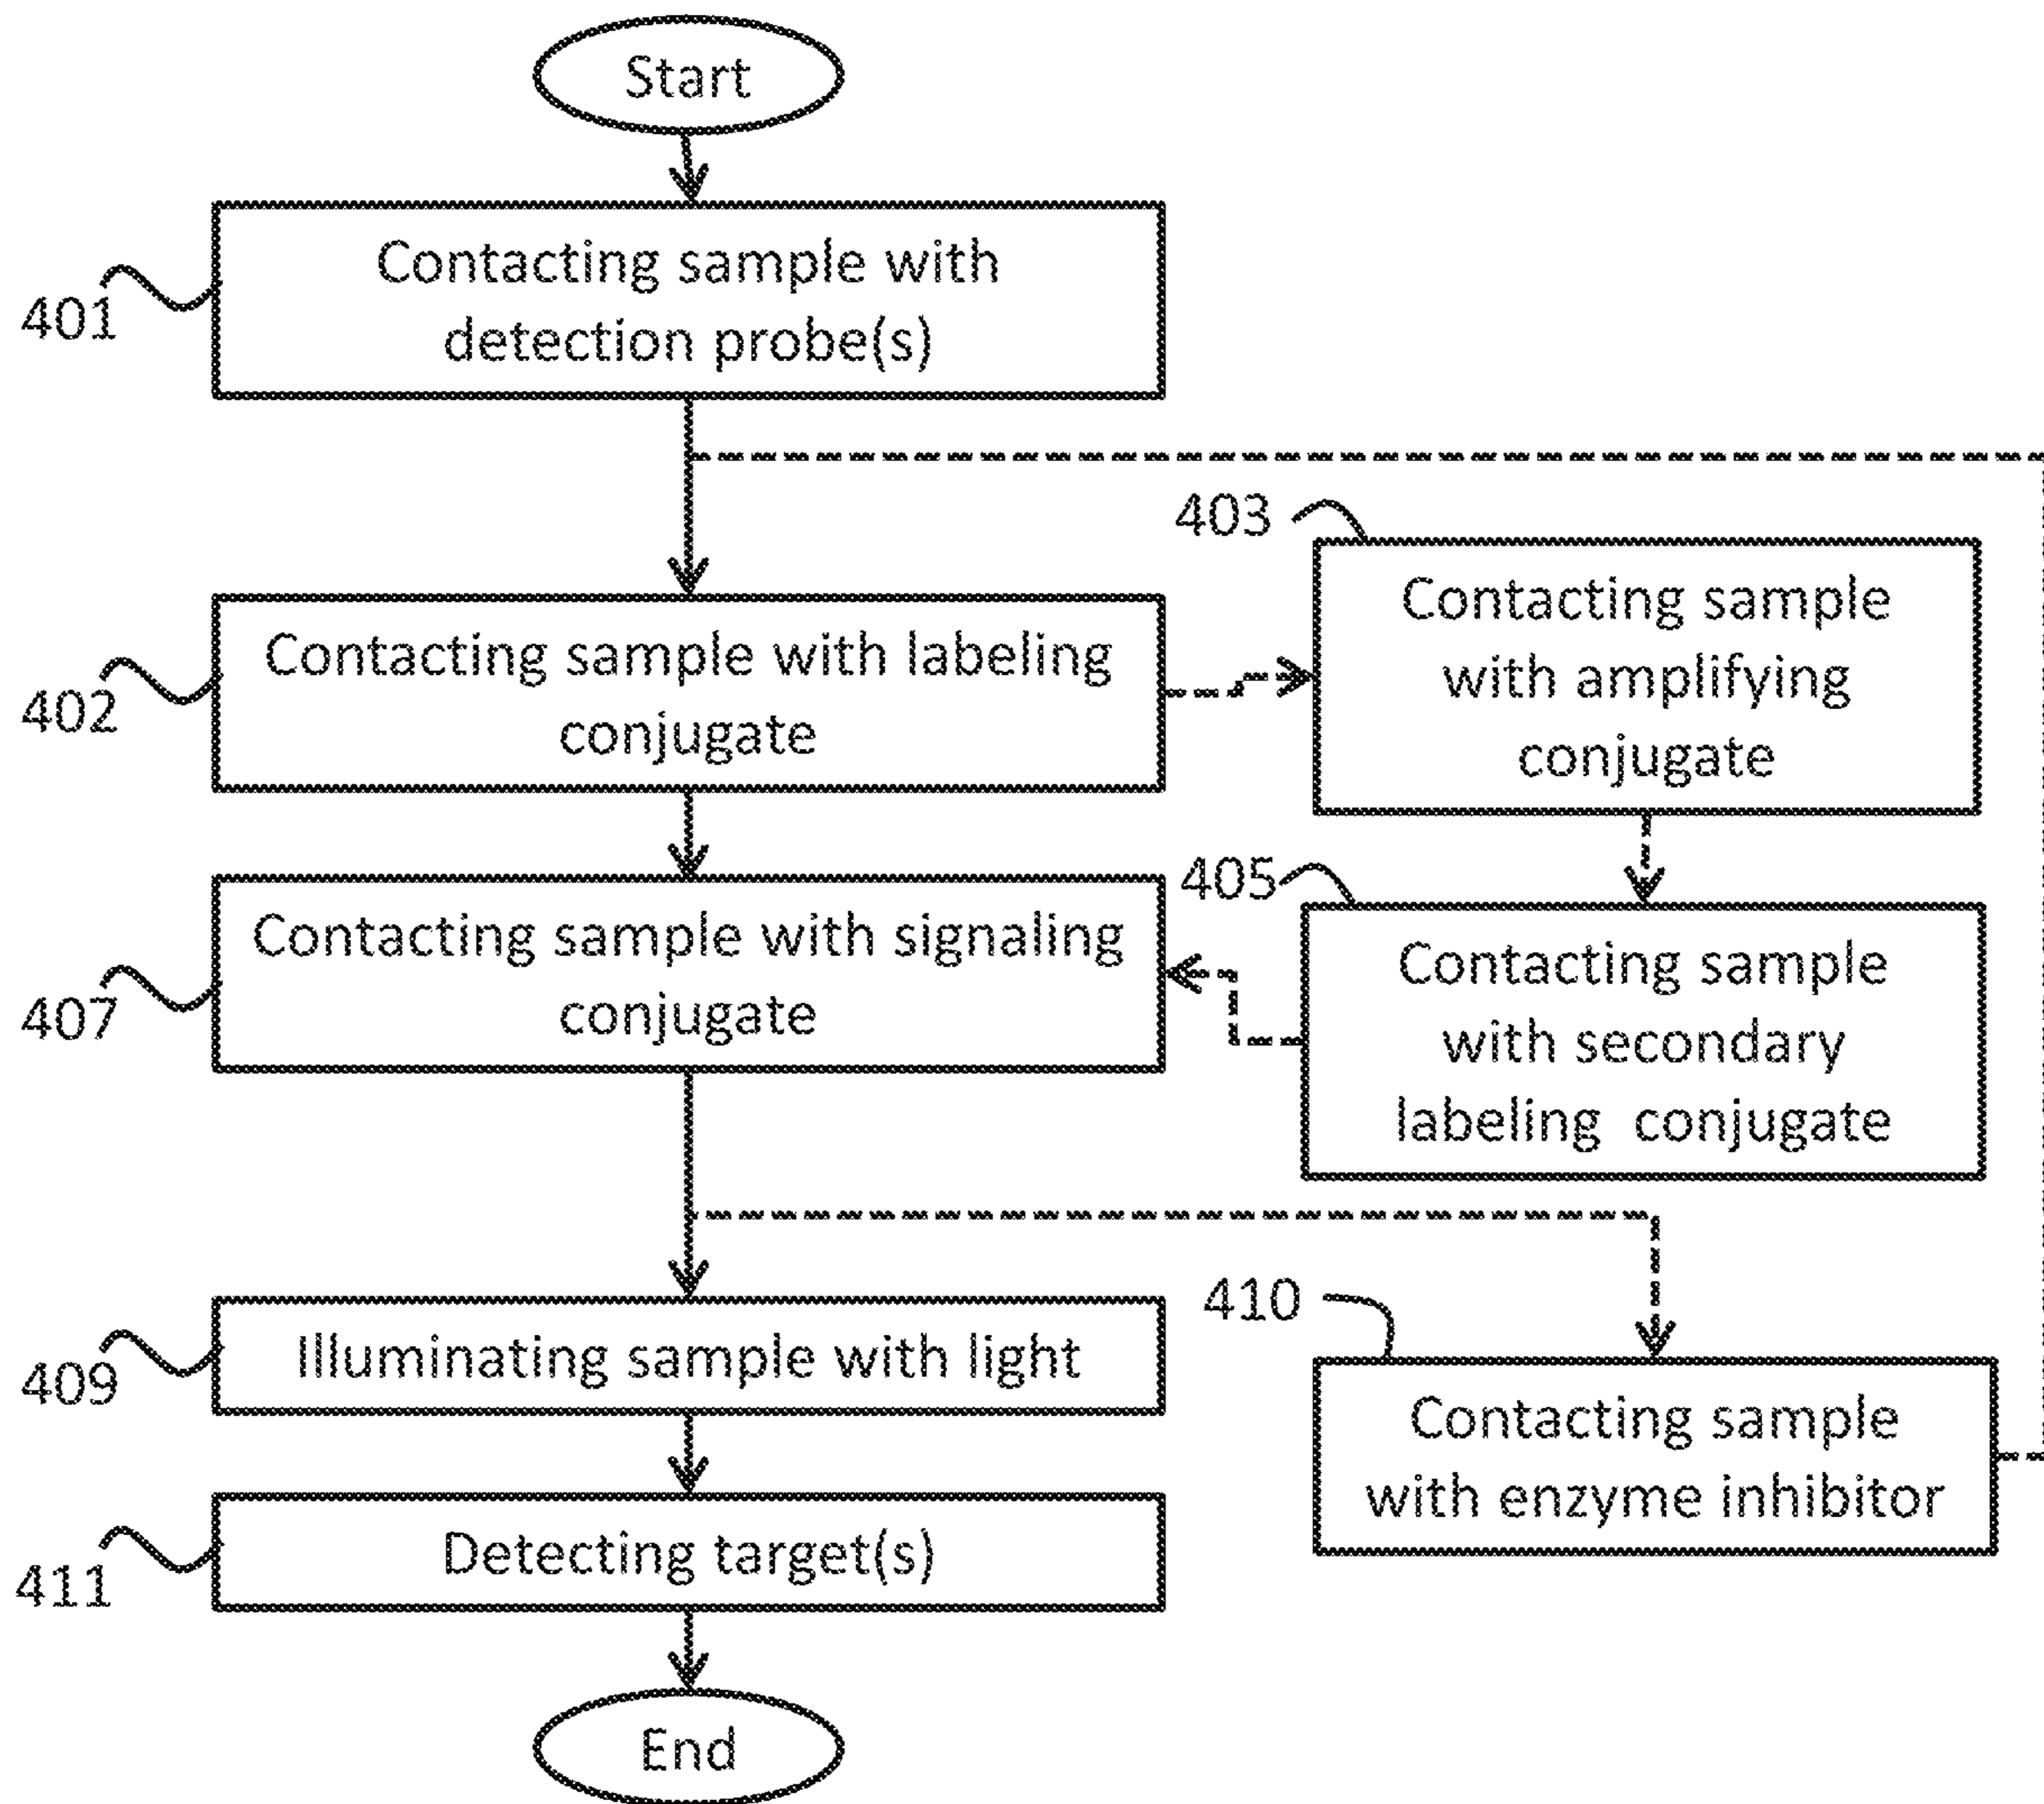 Start
Contacting sample with
detection probe(s)
401
403
Contacting sample
with amplifying
conjugate
Contacting sample with labeling
conjugate
402
405
Contacting sample
with secondary
labeling conjugate
Contacting sample with signaling
conjugate
407
Illuminating sample with light
409
410
Contacting sample
with enzyme inhibitor
Detecting target(s)
411
End